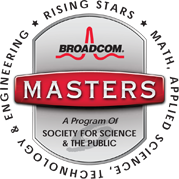 RISING STARS ★ MATH, APPLIED SCIENCE, TECHNOLOGY & ENGINEERING ★
BROADCOM.
MASTERS
A Program Of
SOCIETY FOR SCIENCE
& THE PUBLIC